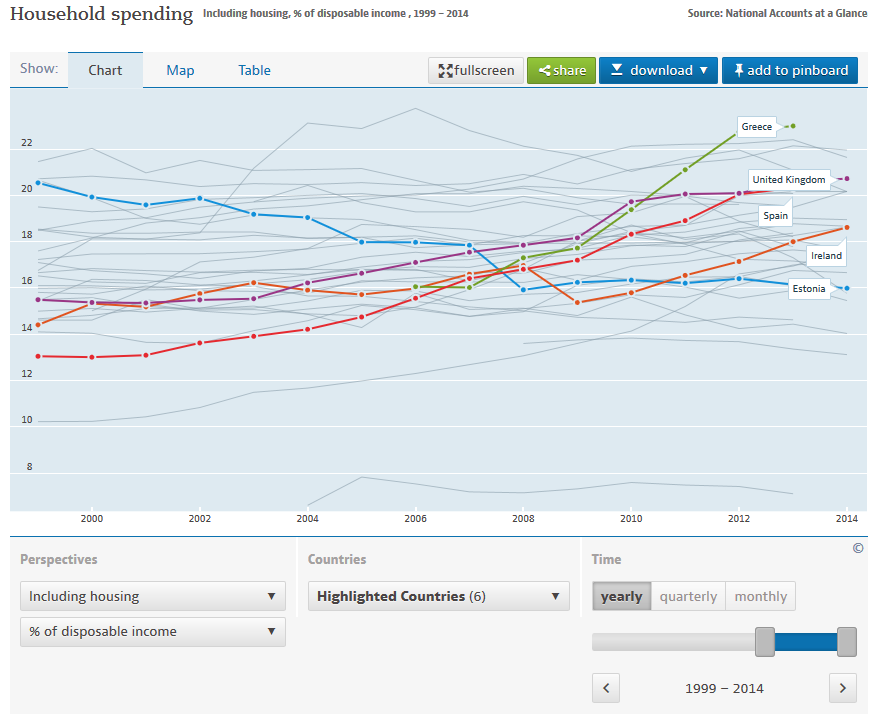 Household spending Including housing, % of disposable income , 1999 – 2014 Source: National Accounts at a Glance
Show: Chart Map Table fullscreen share download ▼ add to pinboard
Greece
22
United Kingdom
20
Spain
18
Ireland
16
Estonia
14
12
10
8
2000 2002 2004 2006 2008 2010 2012 2014
©
Perspectives Countries Time
Including housing ▼ Highlighted Countries (6) ▼ yearly quarterly monthly
% of disposable income ▼
< 1999 – 2014 >